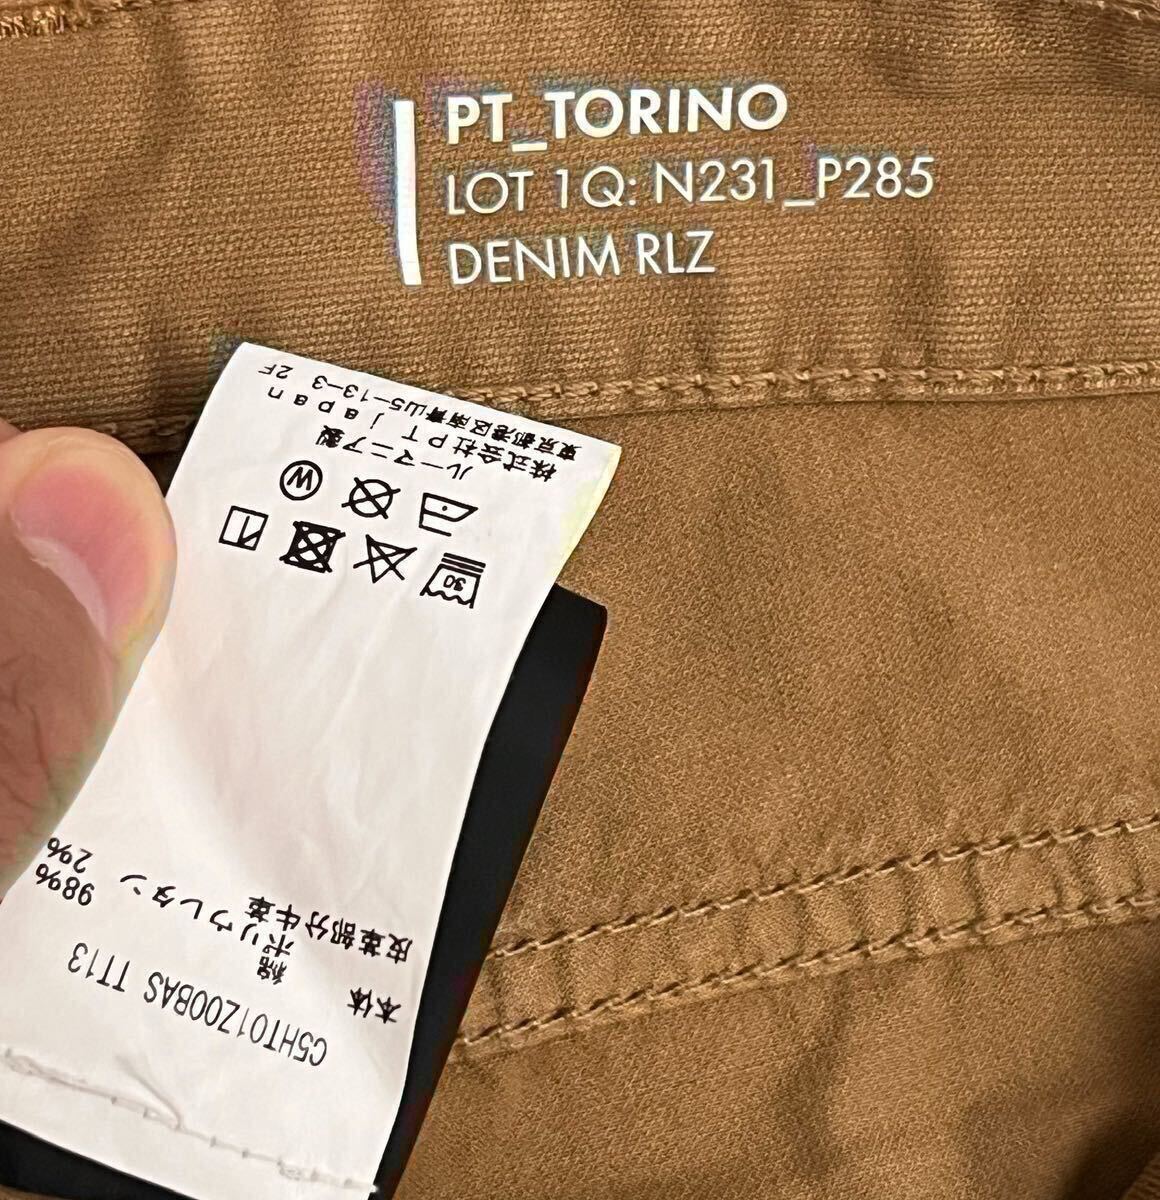 PT_TORINO
LOT 1Q: N231_P285
DENIM RLZ
C5HT01Z00BAS TT13
本体
綿 98%
ポリウレタン 2%
皮革部分牛革
30
W
ルーマニア製
株式会社PT Japan
東京都港区南青山5-13-3 2F